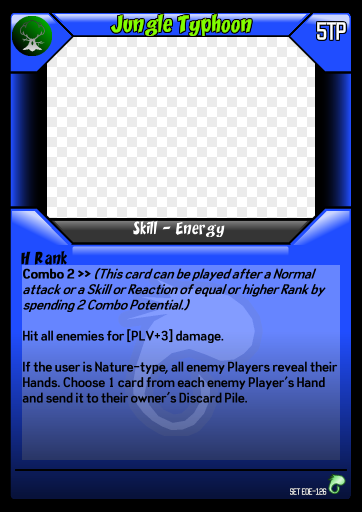 Jungle Typhoon
5TP
Skill - Energy
H Rank
Combo 2 >> (This card can be played after a Normal
attack or a Skill or Reaction of equal or higher Rank by
spending 2 Combo Potential.)
Hit all enemies for [PLV+3] damage.
If the user is Nature-type, all enemy Players reveal their
Hands. Choose 1 card from each enemy Player's Hand
and send it to their owner's Discard Pile.
SET EOE-126